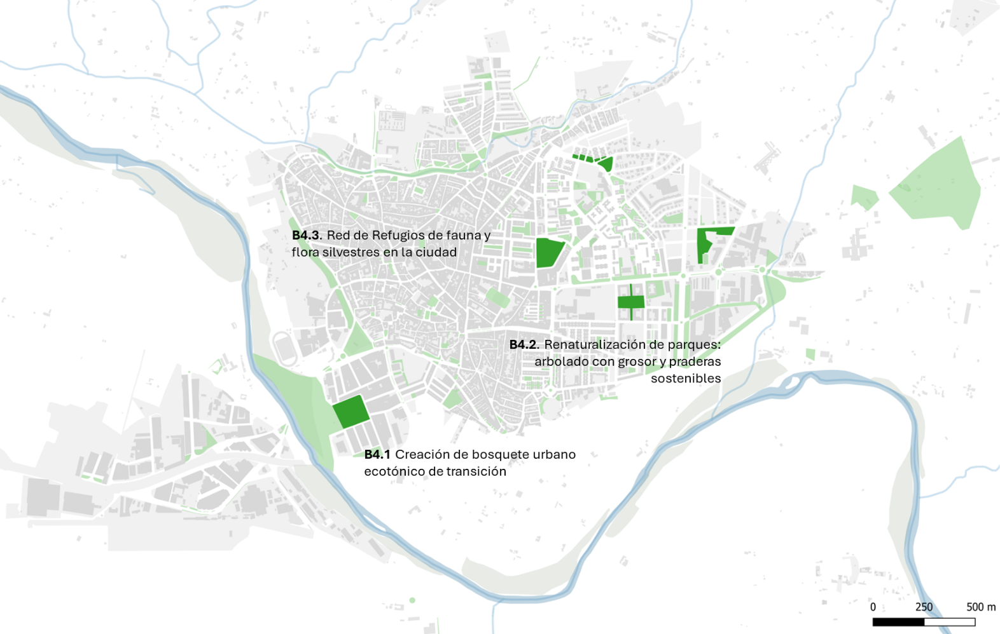 B4.3. Red de Refugios de fauna y
flora silvestres en la ciudad
B4.2. Renaturalización de parques:
arbolado con grosor y praderas
sostenibles
B4.1 Creación de bosquete urbano
ecotónico de transición
0 250 500 m